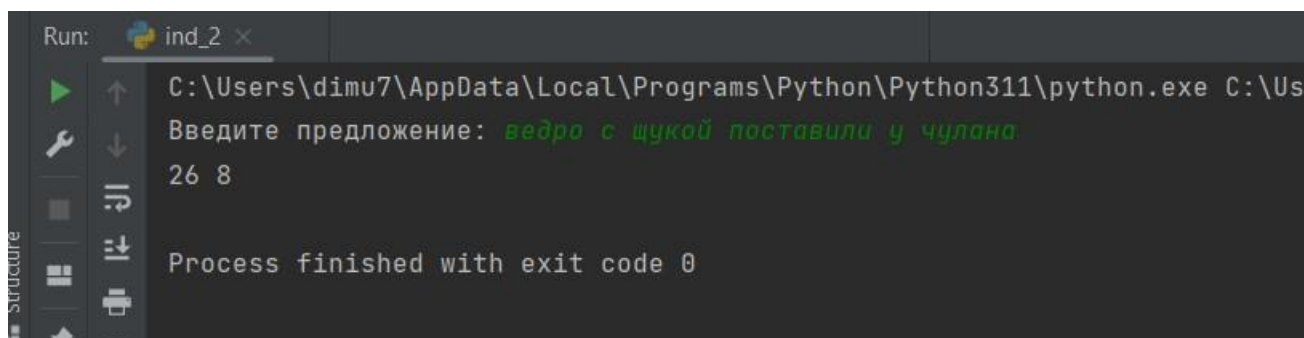 Run: ind_2
C:\Users\dimu7\AppData\Local\Programs\Python\Python311\python.exe C:\Us
Введите предложение: ведро с щукой поставили у чулана
26 8
Process finished with exit code 0
Structure